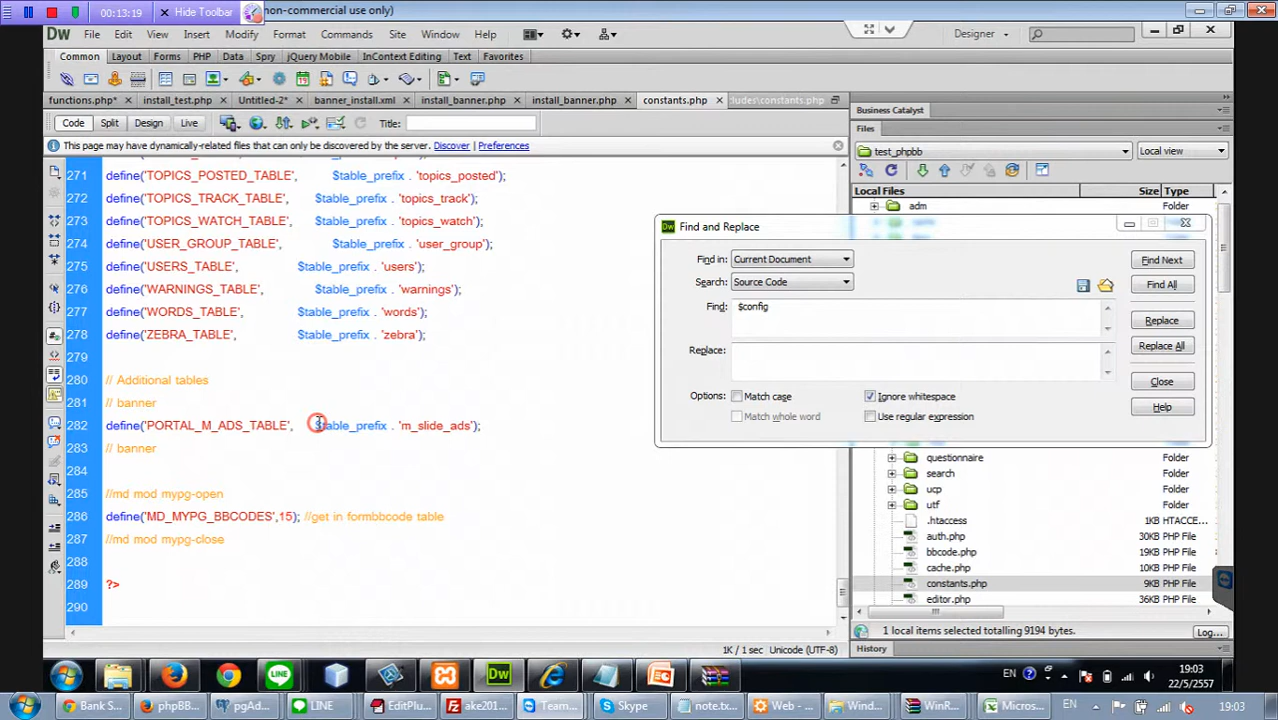 00:13:19
Hide Toolbar
non-commercial use only)
Dw
File Edit View Insert Modify Format Commands Site Window Help
Designer
Common Layout Forms PHP Data Spry jQuery Mobile InContext Editing Text Favorites
functions.php* install_test.php Untitled-2* banner_install.xml install_banner.php install_banner.php constants.php ludes\constants.php
Code Split Design Live Title:
This page may have dynamically-related files that can only be discovered by the server. Discover Preferences
271 define('TOPICS_POSTED_TABLE', $table_prefix . 'topics_posted');
272 define('TOPICS_TRACK_TABLE', $table_prefix . 'topics_track');
273 define('TOPICS_WATCH_TABLE', $table_prefix . 'topics_watch');
274 define('USER_GROUP_TABLE', $table_prefix . 'user_group');
275 define('USERS_TABLE', $table_prefix . 'users');
276 define('WARNINGS_TABLE', $table_prefix . 'warnings');
277 define('WORDS_TABLE', $table_prefix . 'words');
278 define('ZEBRA_TABLE', $table_prefix . 'zebra');
279
280 // Additional tables
281 // banner
282 define('PORTAL_M_ADS_TABLE', $table_prefix . 'm_slide_ads');
283 // banner
284
285 //md mod mypg-open
286 define('MD_MYPG_BBCODES',15); //get in formbbcode table
287 //md mod mypg-close
288
289 ?>
290
1K / 1 sec Unicode (UTF-8)
Business Catalyst
Files
test_phpbb Local view
Local Files Size Type
adm Folder
Find and Replace
Find in: Current Document
Search: Source Code
Find: $config
Replace:
Options: Match case Ignore whitespace
Match whole word Use regular expression
Find Next
Find All
Replace
Replace All
Close
Help
questionnaire Folder
search Folder
ucp Folder
utf Folder
.htaccess 1KB HTACCE...
auth.php 30KB PHP File
bbcode.php 4KB PHP File
cache.php 10KB PHP File
constants.php 9KB PHP File
editor.php 36KB PHP File
1 local items selected totalling 9194 bytes. Log...
History
EN 19:03
22/5/2557
Bank S... phpBB... pgAd... LINE EditPlu... ake201... Team... Skype note.tx... Web - ... Wind... WinR... Micros... EN 19:03